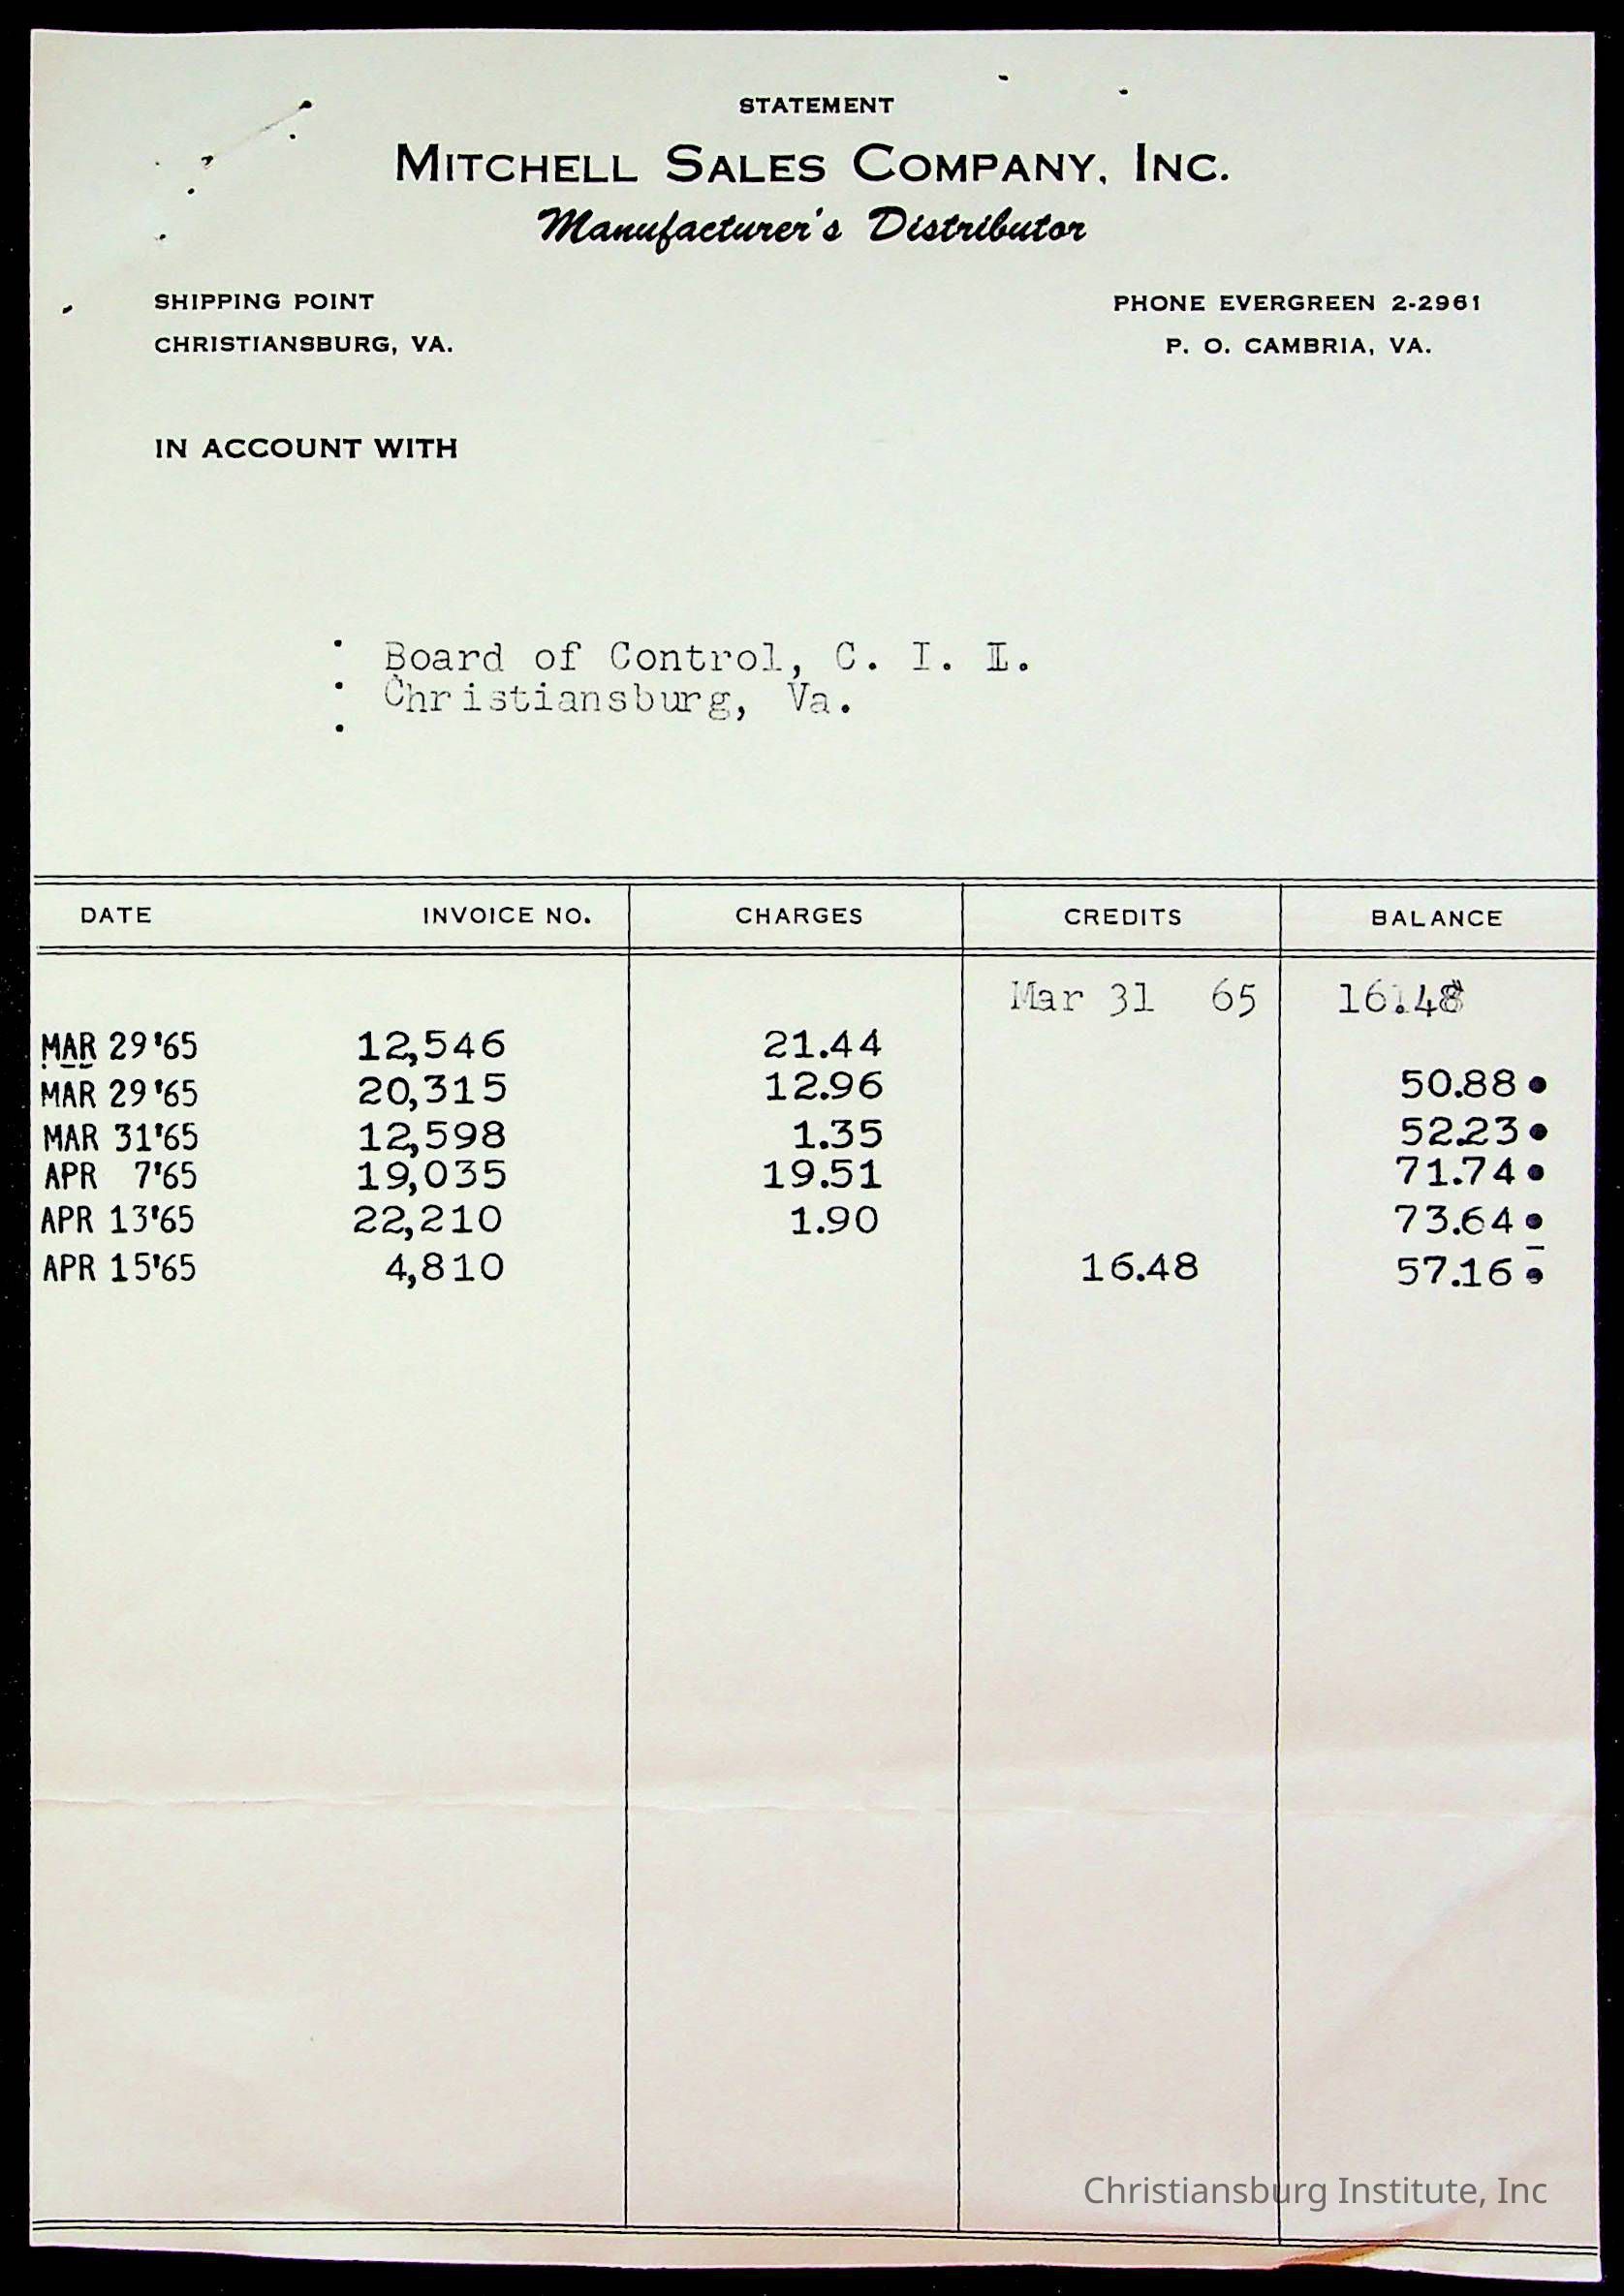 STATEMENT
MITCHELL SALES COMPANY, INC.
Manufacturer's Distributor
SHIPPING POINT PHONE EVERGREEN 2-2961
CHRISTIANSBURG, VA. P. O. CAMBRIA, VA.
IN ACCOUNT WITH
Board of Control, C. I. I.
Christiansburg, Va.
DATE INVOICE NO. CHARGES CREDITS BALANCE
Mar 31 65 16.48
MAR 29'65 12,546 21.44
MAR 29'65 20,315 12.96 50.88
MAR 31'65 12,598 1.35 52.23
APR 7'65 19,035 19.51 71.74
APR 13'65 22,210 1.90 73.64
APR 15'65 4,810 16.48 57.16
Christiansburg Institute, Inc